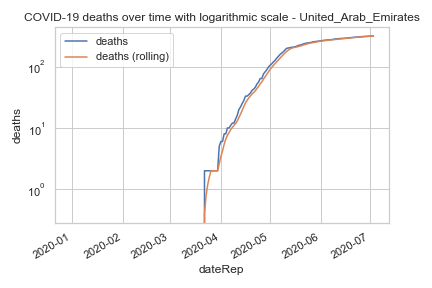 COVID-19 deaths over time with logarithmic scale - United_Arab_Emirates
deaths
deaths (rolling)
10²
10¹
10⁰
deaths
2020-01
2020-02
2020-03
2020-04
2020-05
2020-06
2020-07
dateRep